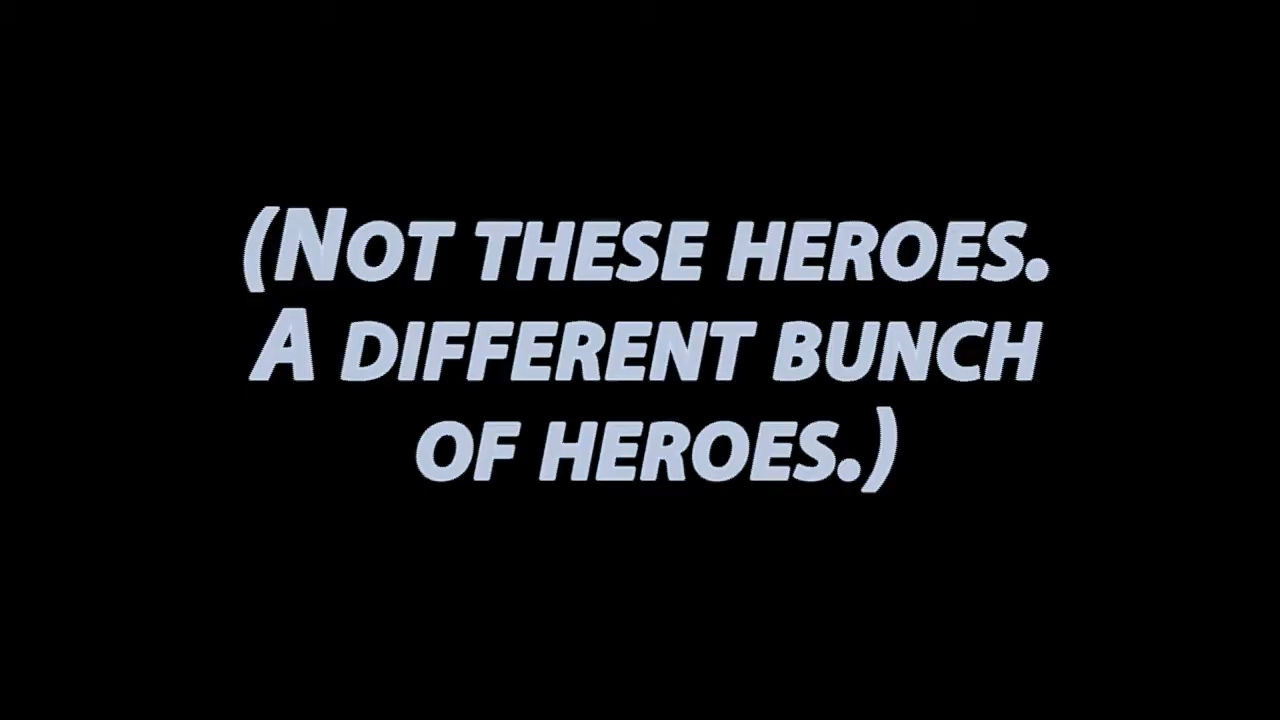 (NOT THESE HEROES.
A DIFFERENT BUNCH
OF HEROES.)